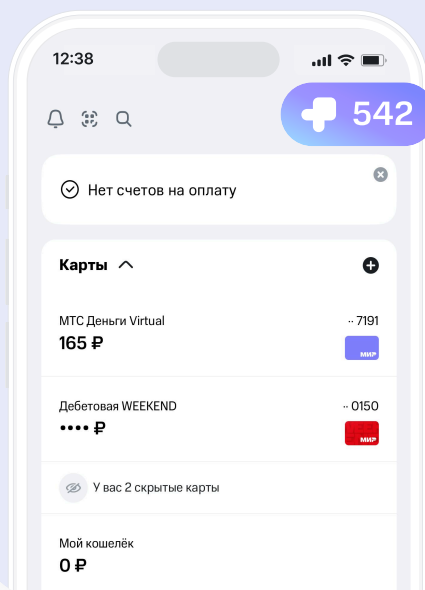 12:38
542
Нет счетов на оплату
Карты
МТС Деньги Virtual
·· 7191
165 ₽
МИР
Дебетовая WEEKEND
·· 0150
•••• ₽
МИР
У вас 2 скрытые карты
Мой кошелёк
0 ₽